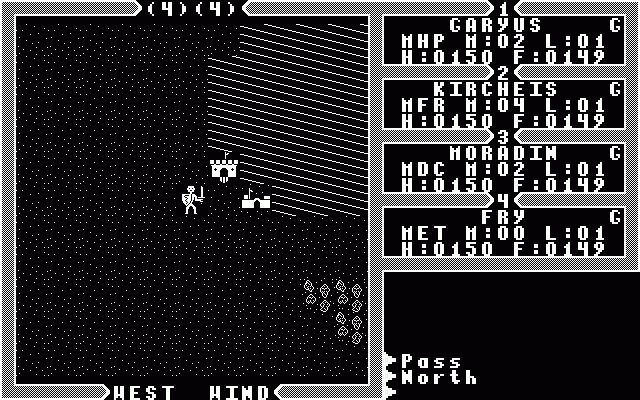 (4)(4)
1
GARYUS G
MHP M:02 L:01
H:0150 F:0149
2
KIRCHEIS G
MFR M:04 L:01
H:0150 F:0149
3
MORADIN G
MDC M:02 L:01
H:0150 F:0149
4
FRY G
MET M:00 L:01
H:0150 F:0149
Pass
North
WEST WIND